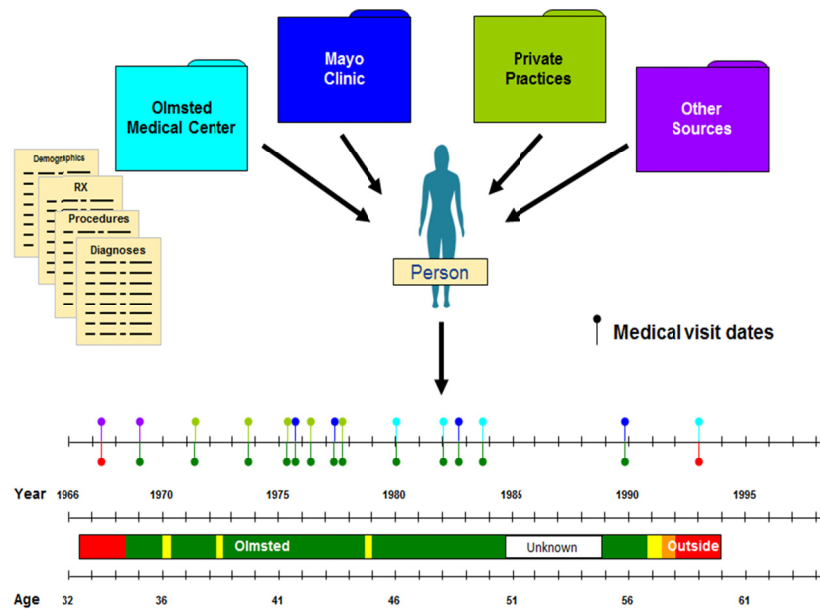 Mayo
Clinic
Private
Practices
Olmsted
Medical Center
Other
Sources
Demographics
RX
Procedures
Diagnoses
Person
Medical visit dates
Year
1966
1970
1975
1980
1985
1990
1995
Olmsted
Unknown
Outside
Age
32
36
41
46
51
56
61